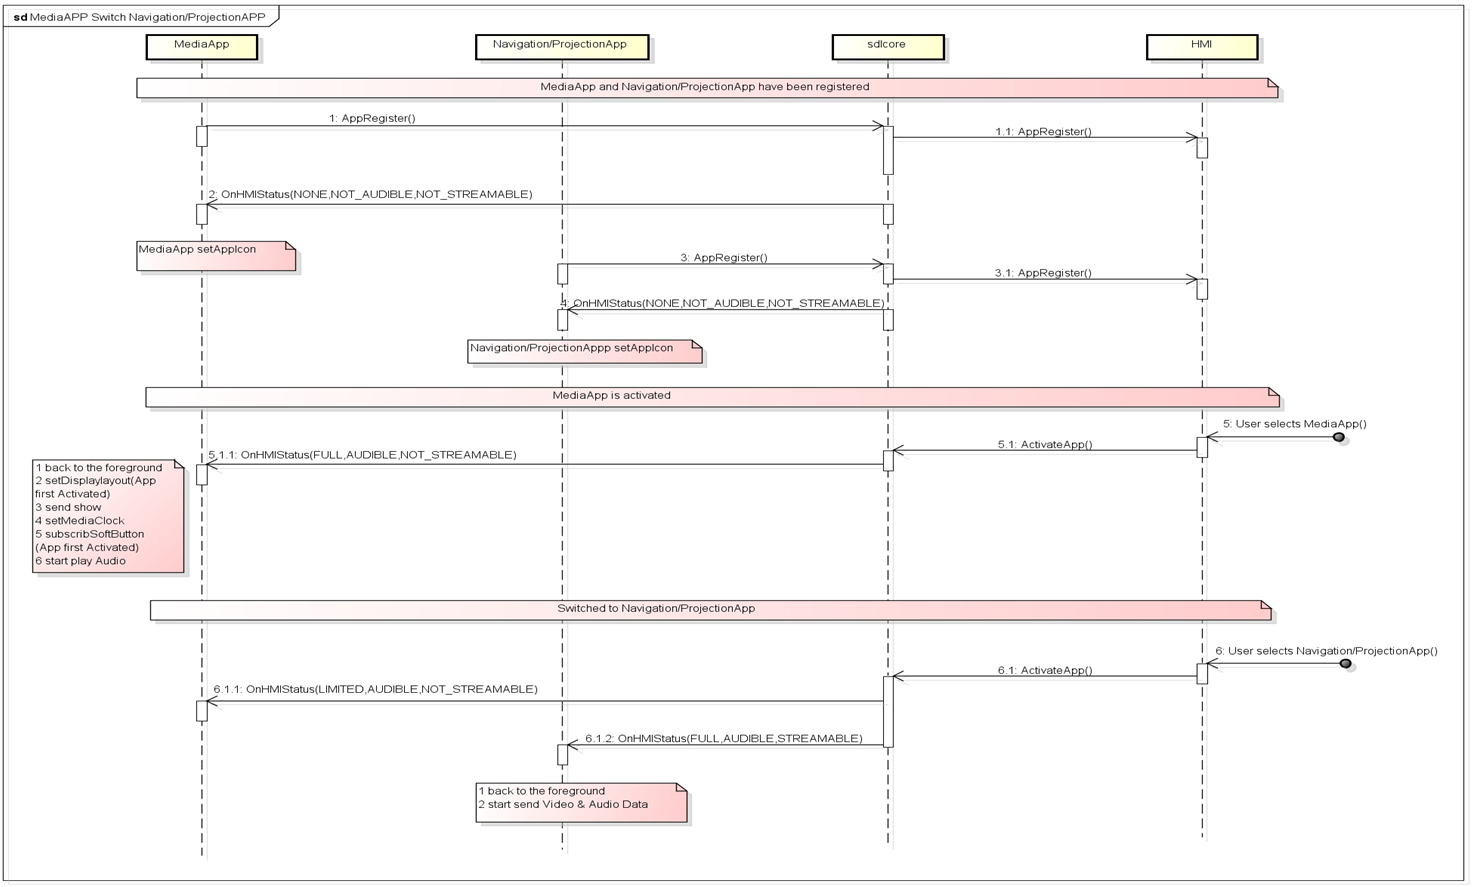 sd MediaAPP Switch Navigation/ProjectionAPP
MediaApp
Navigation/ProjectionApp
sdlcore
HMI
MediaApp and Navigation/ProjectionApp have been registered
1: AppRegister()
1.1: AppRegister()
2: OnHMIStatus(NONE,NOT_AUDIBLE,NOT_STREAMABLE)
MediaApp setAppIcon
3: AppRegister()
3.1: AppRegister()
4: OnHMIStatus(NONE,NOT_AUDIBLE,NOT_STREAMABLE)
Navigation/ProjectionAppp setAppIcon
MediaApp is activated
5: User selects MediaApp()
5.1: ActivateApp()
5.1.1: OnHMIStatus(FULL,AUDIBLE,NOT_STREAMABLE)
1 back to the foreground
2 setDisplaylayout(App
first Activated)
3 send show
4 setMediaClock
5 subscribSoftButton
(App first Activated)
6 start play Audio
Switched to Navigation/ProjectionApp
6: User selects Navigation/ProjectionApp()
6.1: ActivateApp()
6.1.1: OnHMIStatus(LIMITED,AUDIBLE,NOT_STREAMABLE)
6.1.2: OnHMIStatus(FULL,AUDIBLE,STREAMABLE)
1 back to the foreground
2 start send Video & Audio Data